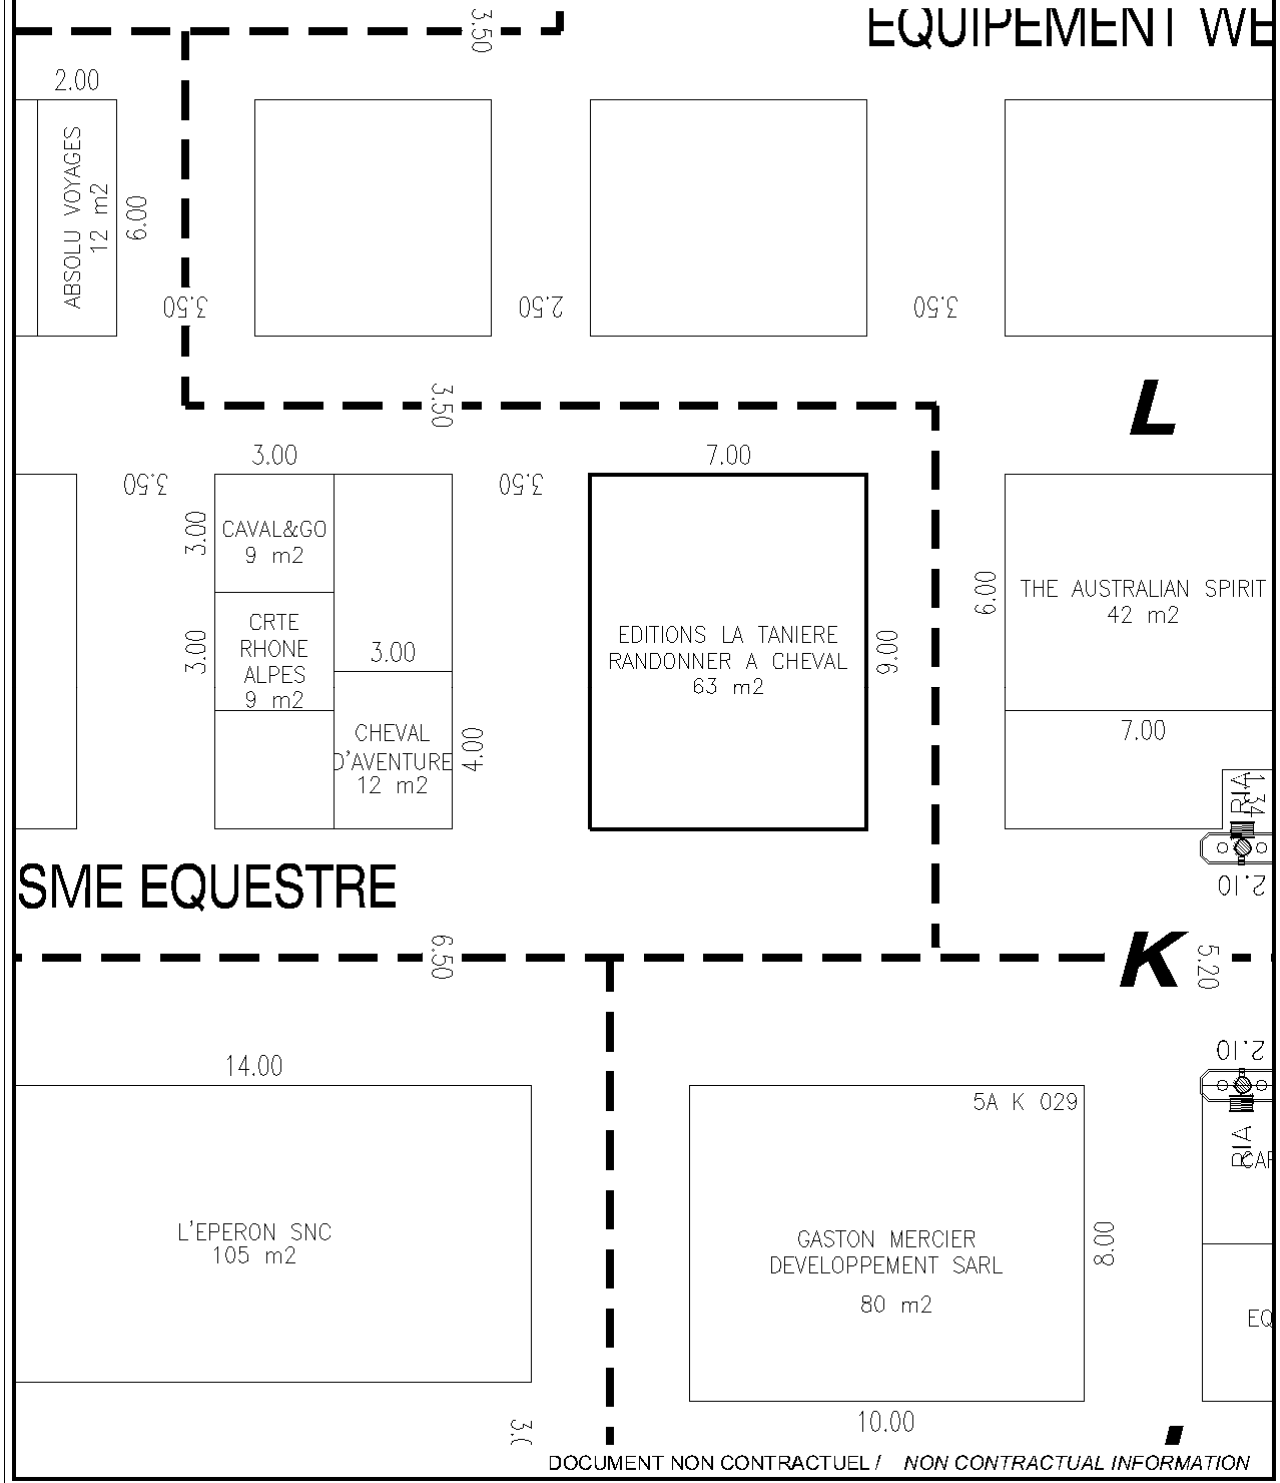 3.50
EQUIPEMENT WE
2.00
ABSOLU VOYAGES
12 m2
6.00
3.50
2.50
3.50
L
3.50
3.00
7.00
3.50
3.50
3.00
CAVAL&GO
9 m2
6.00
THE AUSTRALIAN SPIRIT
42 m2
3.00
CRTE
RHONE
ALPES
9 m2
3.00
EDITIONS LA TANIERE
RANDONNER A CHEVAL
63 m2
9.00
CHEVAL
D'AVENTURE
12 m2
4.00
7.00
RIA
1.34
SME EQUESTRE
2.10
6.50
K
5.20
2.10
14.00
5A K 029
RIA
CAF
L'EPERON SNC
105 m2
GASTON MERCIER
DEVELOPPEMENT SARL
80 m2
8.00
EQ
10.00
DOCUMENT NON CONTRACTUEL / NON CONTRACTUAL INFORMATION